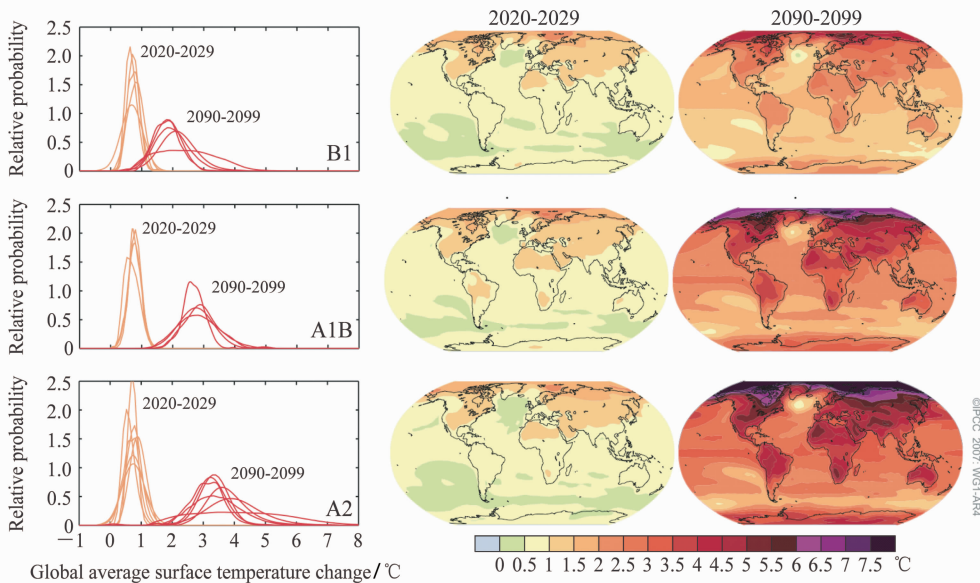 2020-2029 2090-2099
2.5
2.0
1.5
1.0
0.5
0
Relative probability
2020-2029
2090-2099
B1
2.5
2.0
1.5
1.0
0.5
0
Relative probability
2020-2029
2090-2099
A1B
2.5
2.0
1.5
1.0
0.5
0
Relative probability
2020-2029
2090-2099
A2
−1 0 1 2 3 4 5 6 7 8
Global average surface temperature change/℃
0 0.5 1 1.5 2 2.5 3 3.5 4 4.5 5 5.5 6 6.5 7 7.5 ℃
©IPCC 2007: WG1-AR4